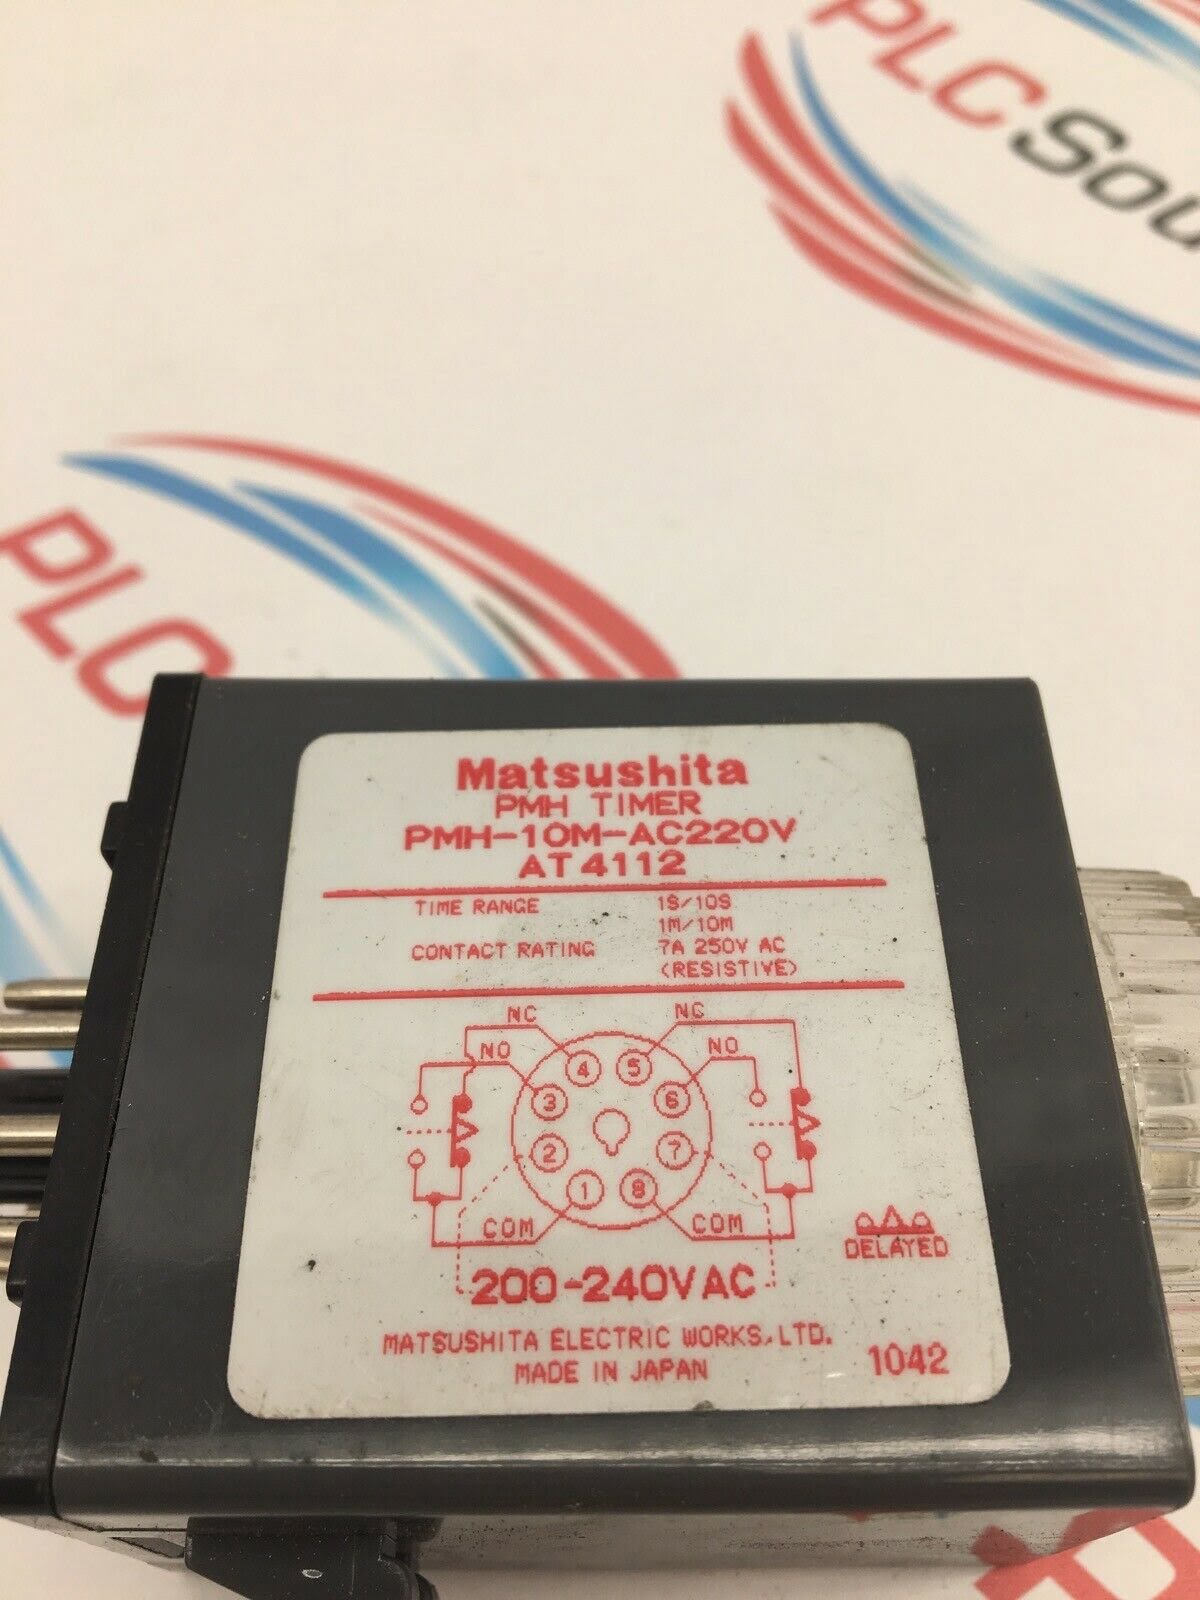 PLC Sou
PLC
Matsushita
PMH TIMER
PMH-10M-AC220V
AT4112
TIME RANGE 1S/10S
1M/10M
CONTACT RATING 7A 250V AC
(RESISTIVE)
NC NC
NO NO
4 5
3 6
2 7
1 8
COM COM
DELAYED
200-240V AC
MATSUSHITA ELECTRIC WORKS, LTD.
MADE IN JAPAN 1042